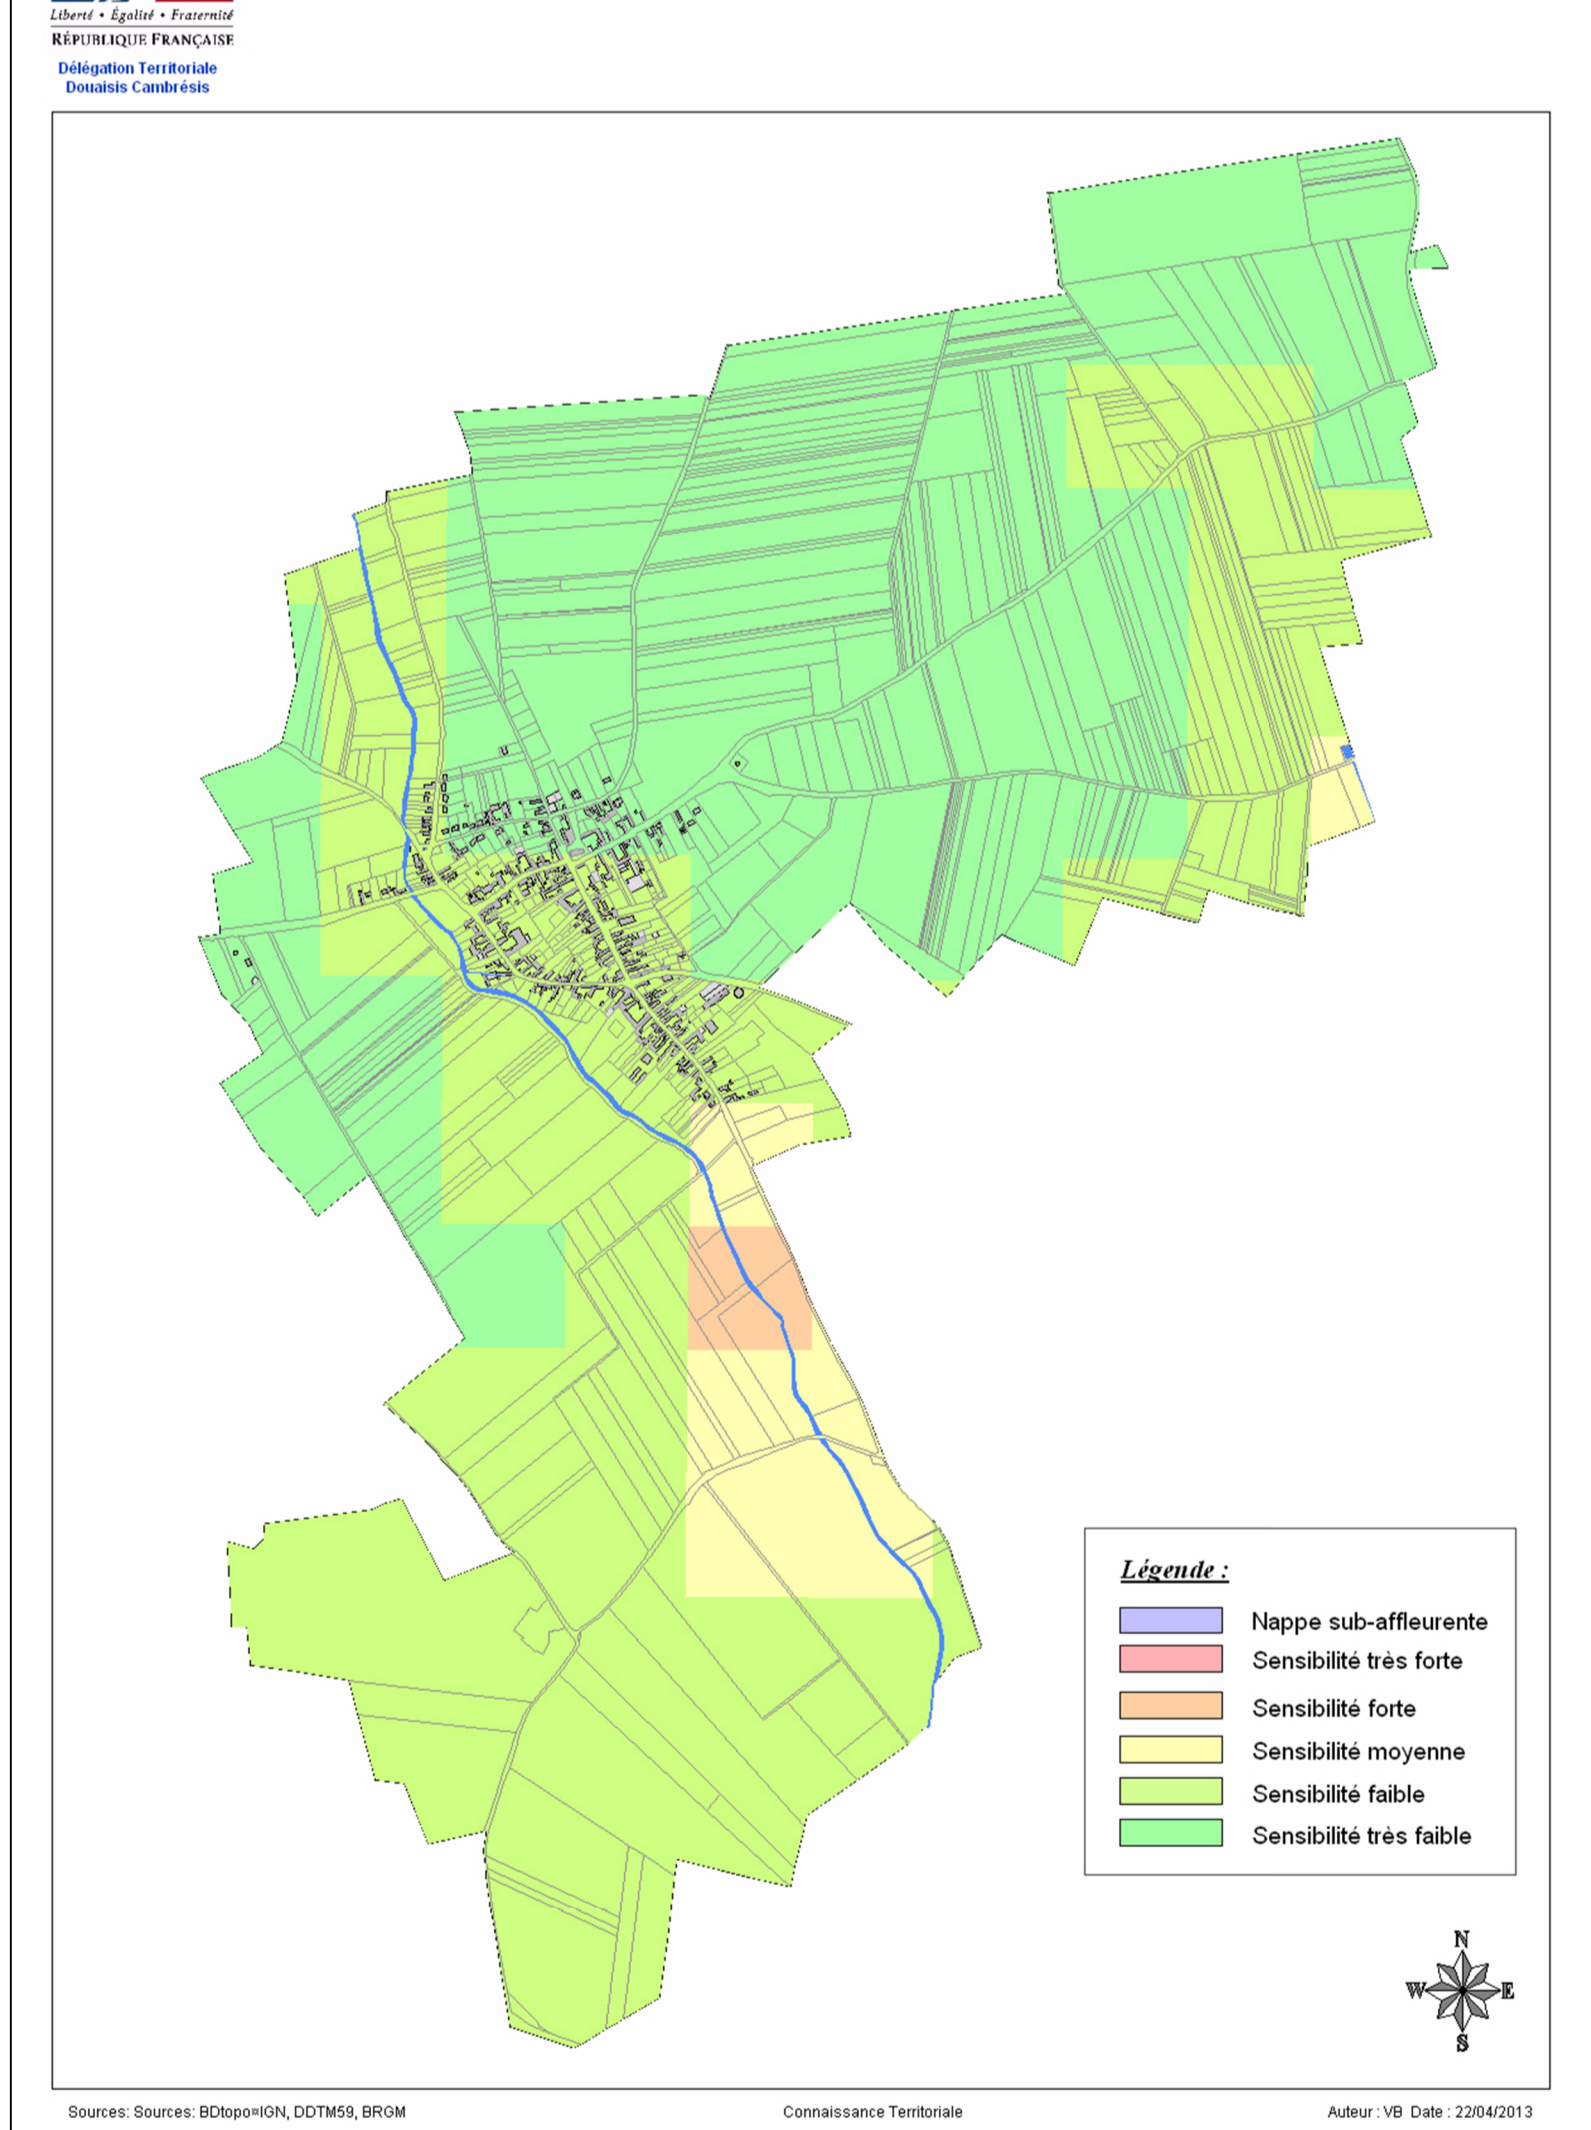 Liberté • Égalité • Fraternité
RÉPUBLIQUE FRANÇAISE
Délégation Territoriale
Douaisis Cambrésis
Légende :
Nappe sub-affleurente
Sensibilité très forte
Sensibilité forte
Sensibilité moyenne
Sensibilité faible
Sensibilité très faible
N
W E
S
Sources: Sources: BDtopo¤IGN, DDTM59, BRGM
Connaissance Territoriale
Auteur : VB Date : 22/04/2013